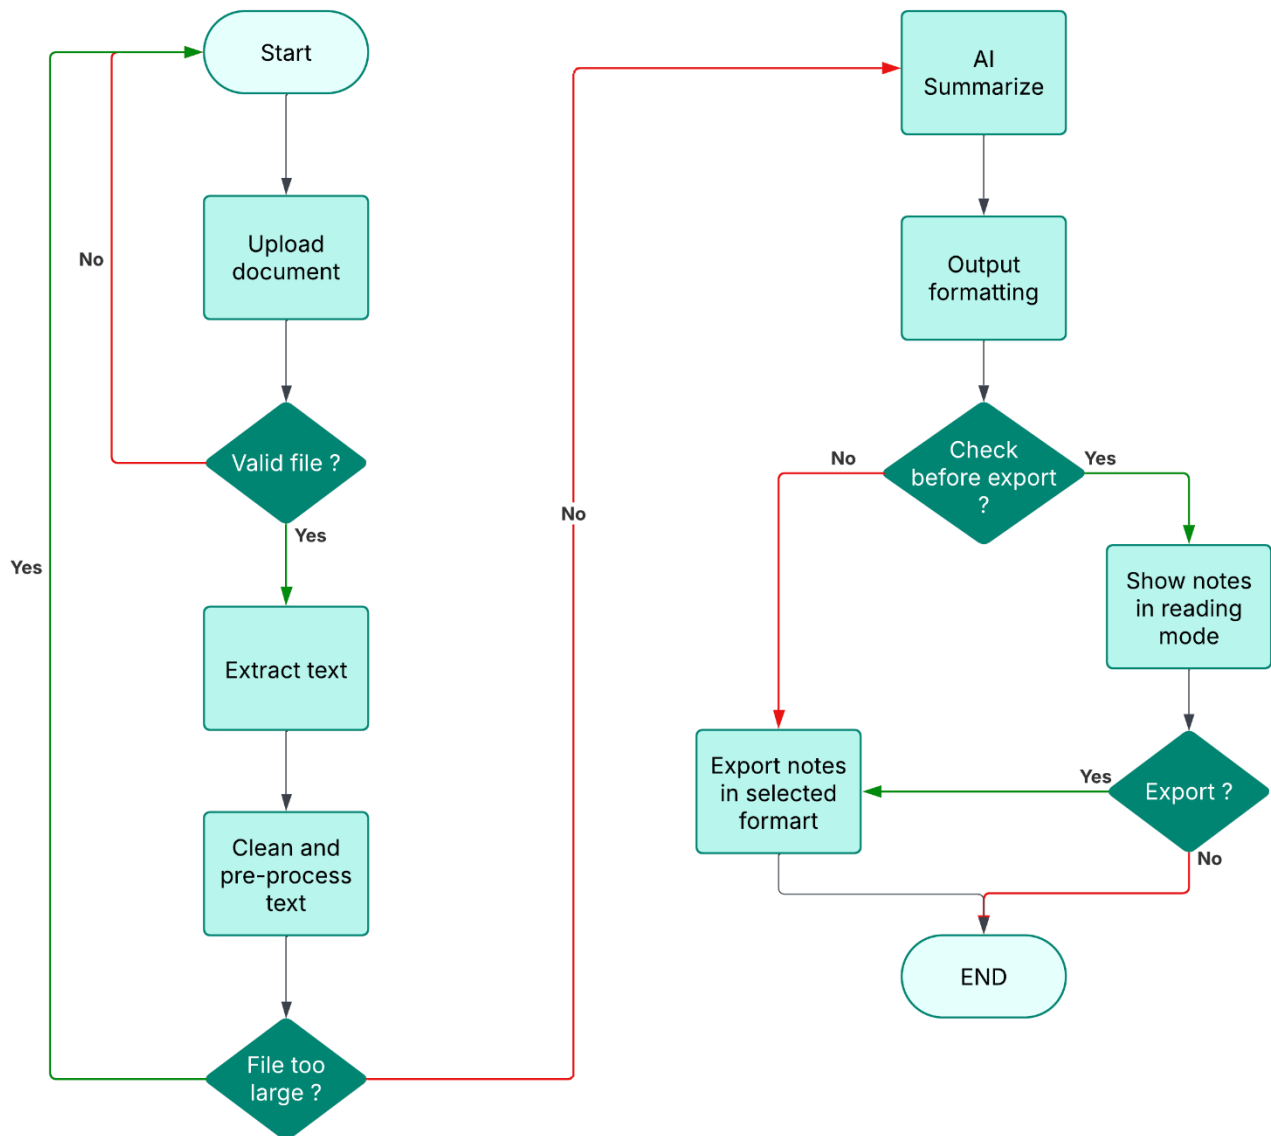 Start
Upload
document
No
Valid file ?
Yes
Yes
Extract text
Clean and
pre-process
text
File too
large ?
No
AI
Summarize
Output
formatting
Check
before export
?
No
Yes
Show notes
in reading
mode
Export notes
in selected
formart
Yes
Export ?
No
END